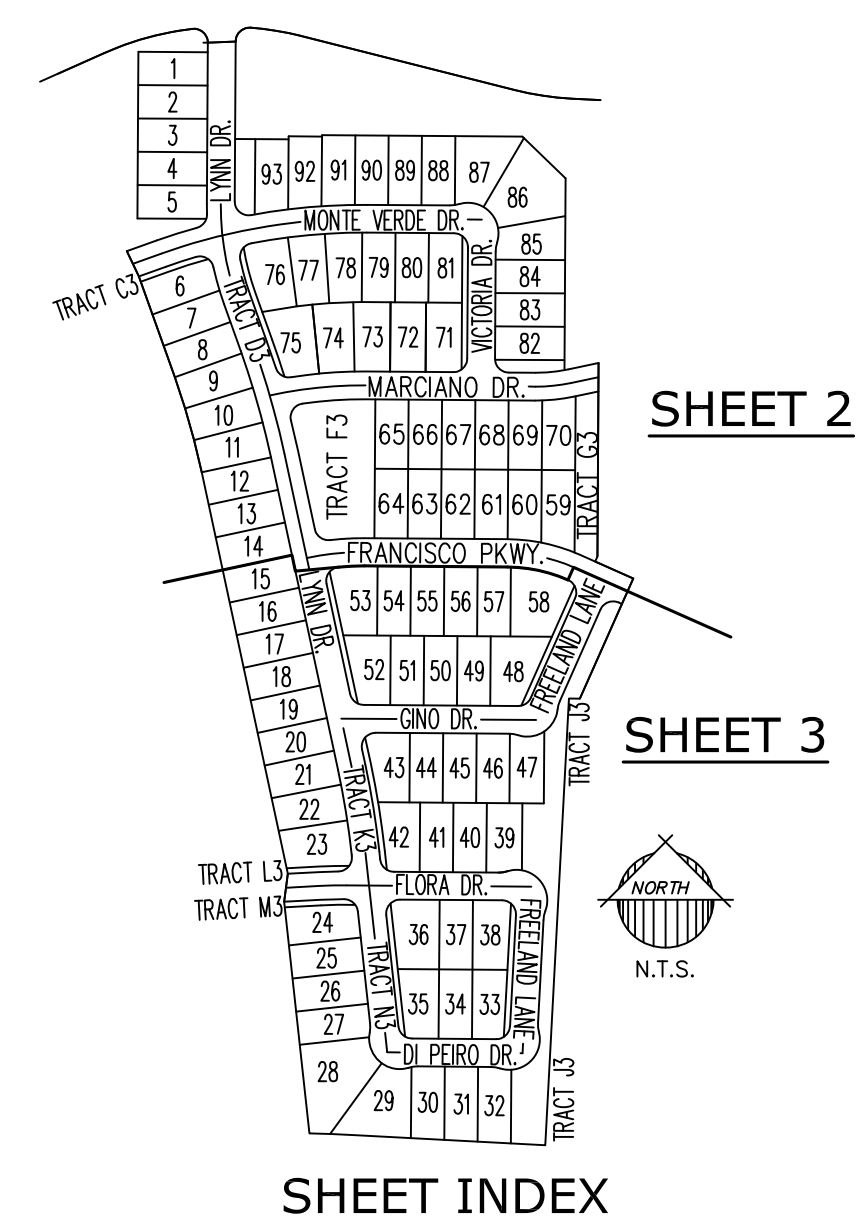 1
2
3
4
5
LYNN DR.
93 92 91 90 89 88 87
86
MONTE VERDE DR.
85
84
83
82
VICTORIA DR.
76 77 78 79 80 81
75 74 73 72 71
TRACT C3
TRACT D3
6
7
8
9
10
11
12
13
14
MARCIANO DR.
SHEET 2
TRACT F3
65 66 67 68 69 70
64 63 62 61 60 59
TRACT G3
FRANCISCO PKWY.
15
16
17
18
19
20
21
22
23
LYNN DR.
53 54 55 56 57 58
52 51 50 49 48
FREELAND LANE
GINO DR.
TRACT J3
SHEET 3
43 44 45 46 47
TRACT K3
42 41 40 39
TRACT L3
FLORA DR.
TRACT M3
NORTH
N.T.S.
24
25
26
27
28
36 37 38
35 34 33
TRACT N3
FREELAND LANE
DI PEIRO DR.
29 30 31 32
TRACT J3
SHEET INDEX